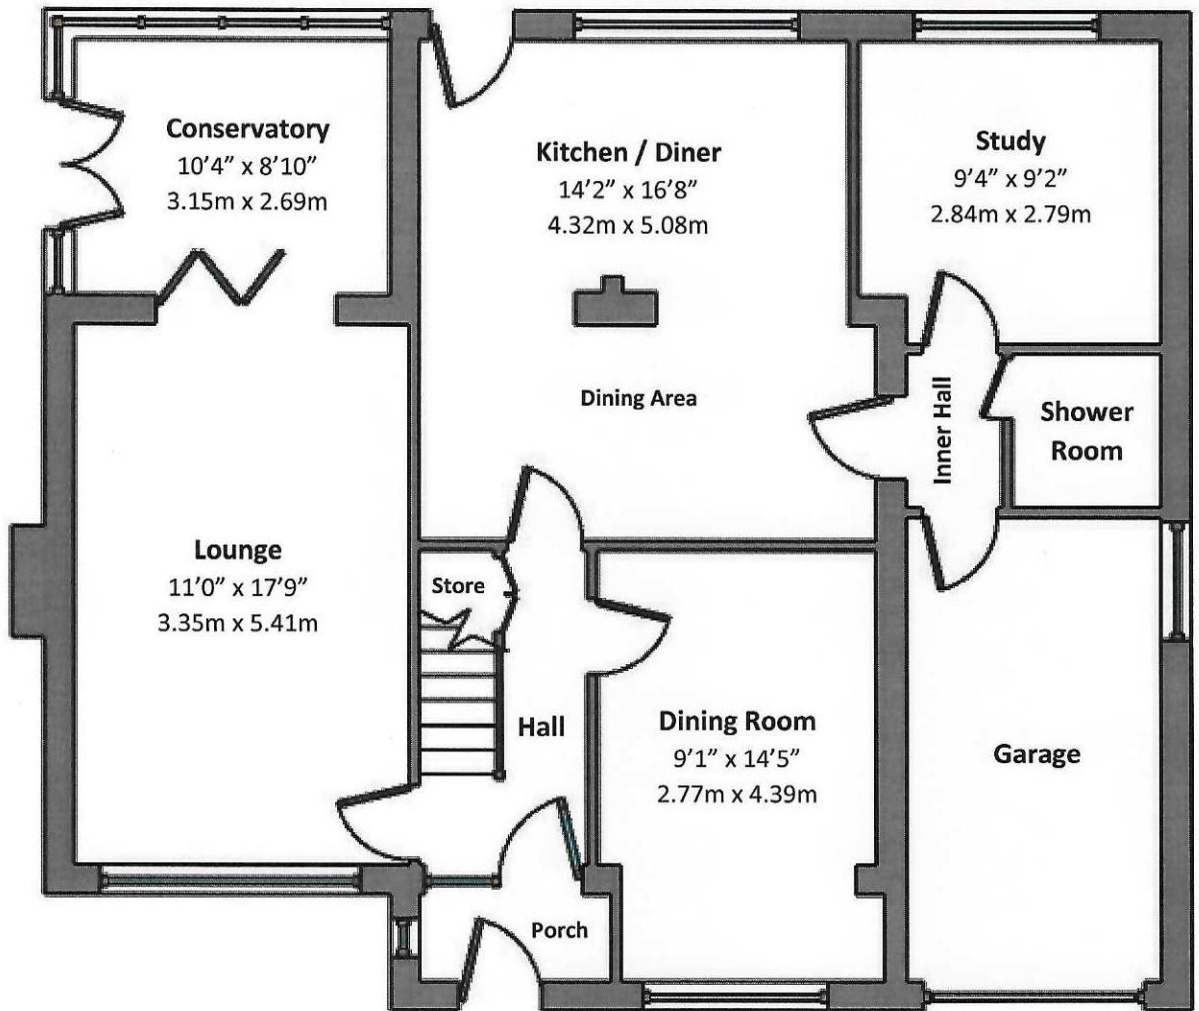 Conservatory
10’4” x 8’10”
3.15m x 2.69m
Kitchen / Diner
14’2” x 16’8”
4.32m x 5.08m
Study
9’4” x 9’2”
2.84m x 2.79m
Dining Area
Inner Hall
Shower
Room
Lounge
11’0” x 17’9”
3.35m x 5.41m
Store
Hall
Dining Room
9’1” x 14’5”
2.77m x 4.39m
Garage
Porch